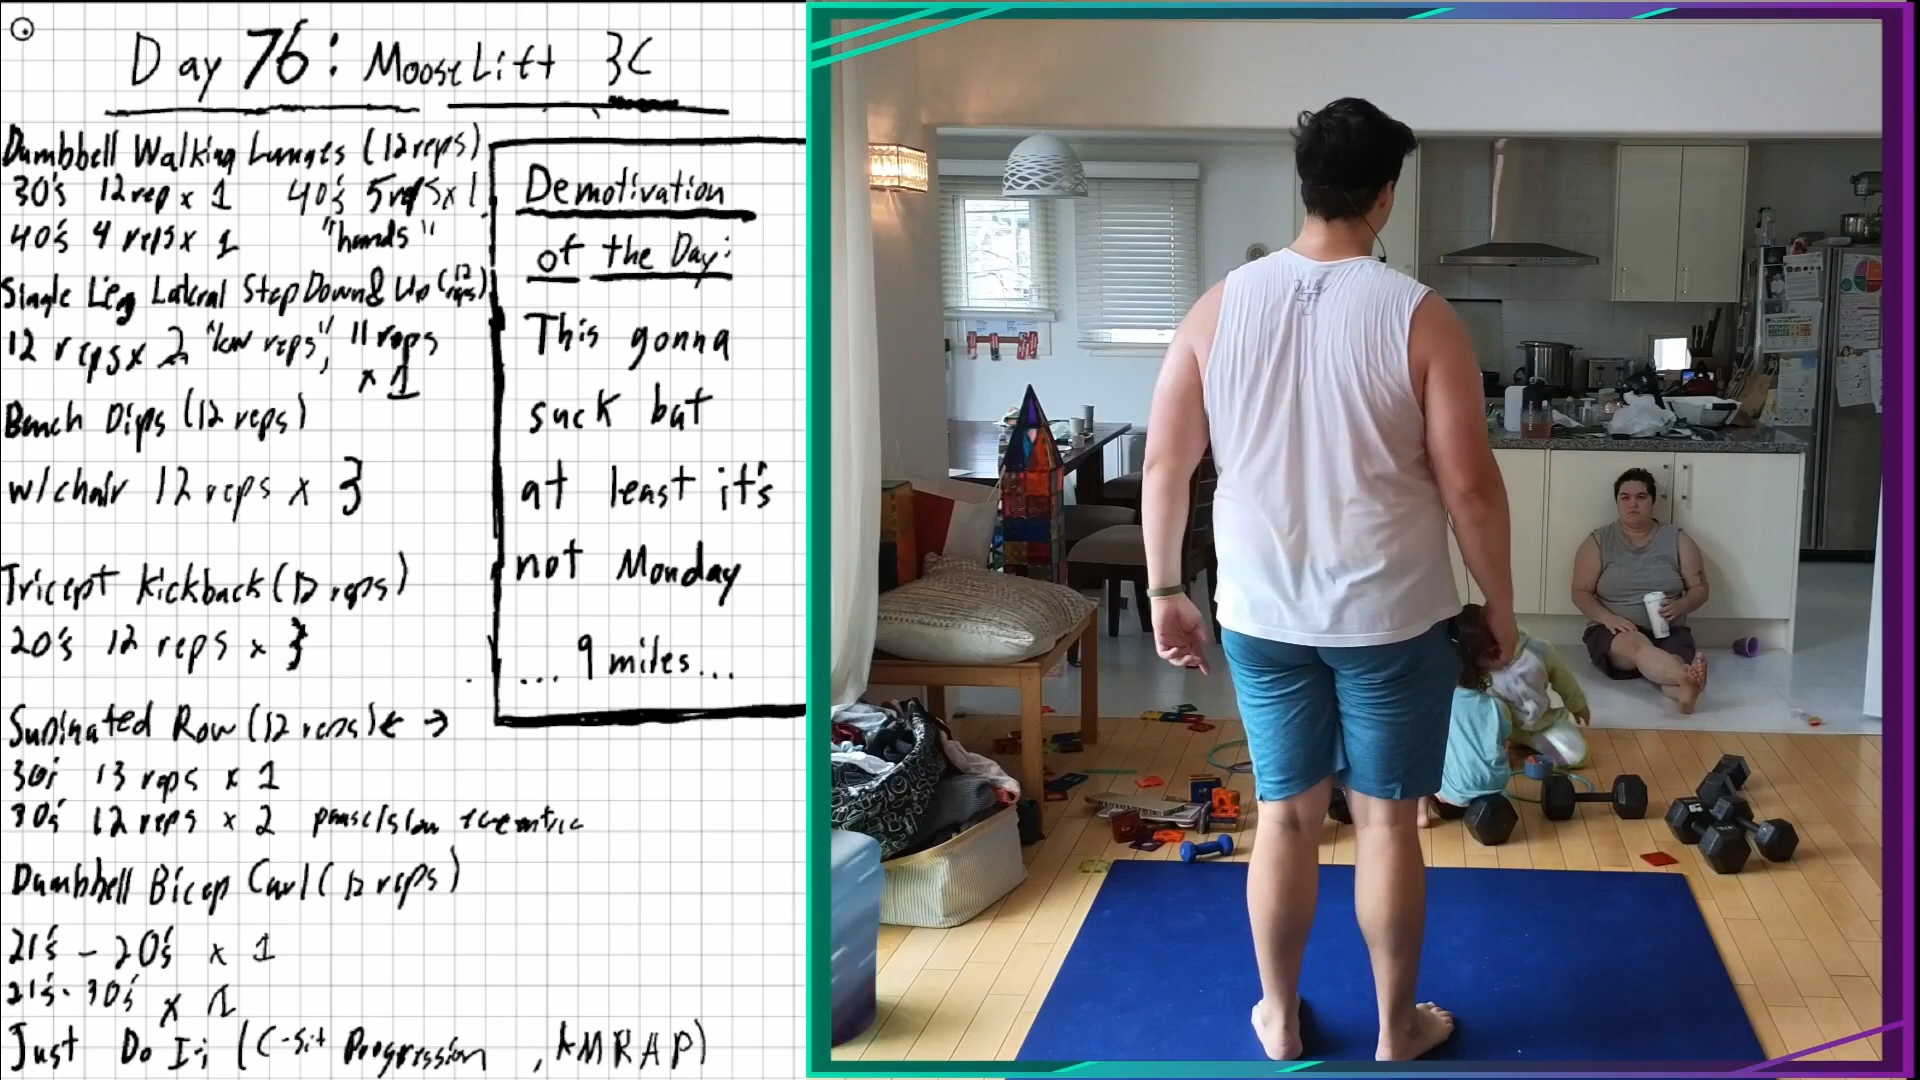 Day 76: MooseLift 3C
Dumbbell Walking Lunges (12 reps)
30's 12 rep x 1 40's 5 reps x 1
40's 4 reps x 1 "hands"
Single Leg Lateral Step Down & Up (12 reps)
12 reps x 2 "low reps", 11 reps
x 1
Bench Dips (12 reps)
w/chair 12 reps x 3
Tricept Kickback (12 reps)
20's 12 reps x 3
Supinated Row (12 reps) ← →
30's 13 reps x 1
30's 12 reps x 2 pause/slow
Dumbbell Bicep Curl (12 reps)
21's - 20's x 1
21's - 30's x 1
Just Do It (C-sit Progression, AMRAP)
Demotivation
of the Day:
This gonna
suck but
at least it's
not Monday
... 9 miles...